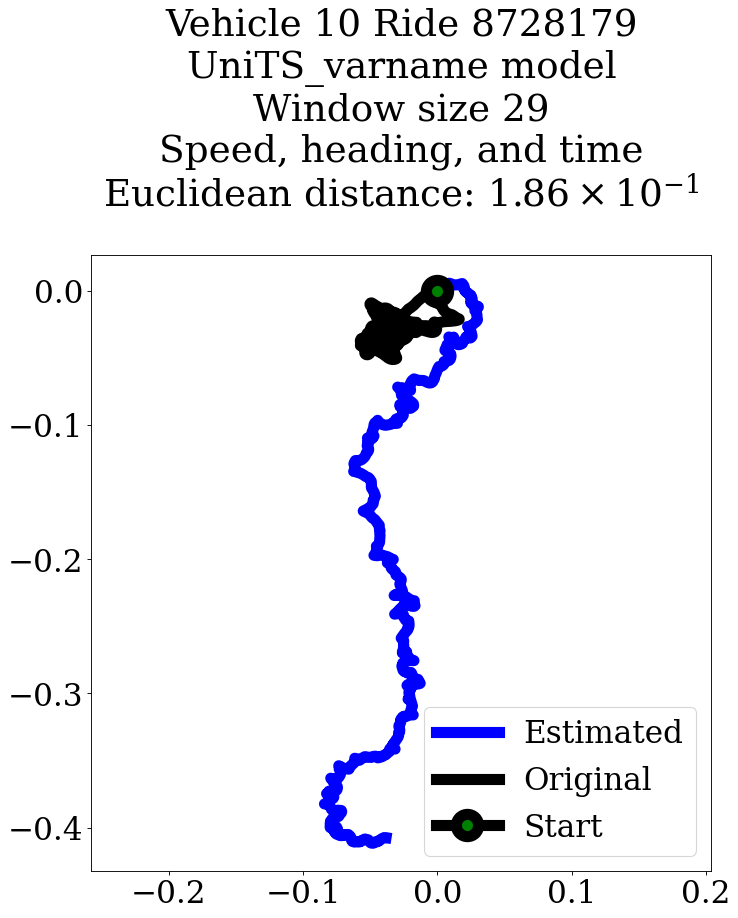 Vehicle 10 Ride 8728179
UniTS_varname model
Window size 29
Speed, heading, and time
Euclidean distance: $1.86 × 10^{-1}$
0.0
−0.1
−0.2
−0.3
−0.4
Estimated
Original
Start
−0.2
−0.1
0.0
0.1
0.2